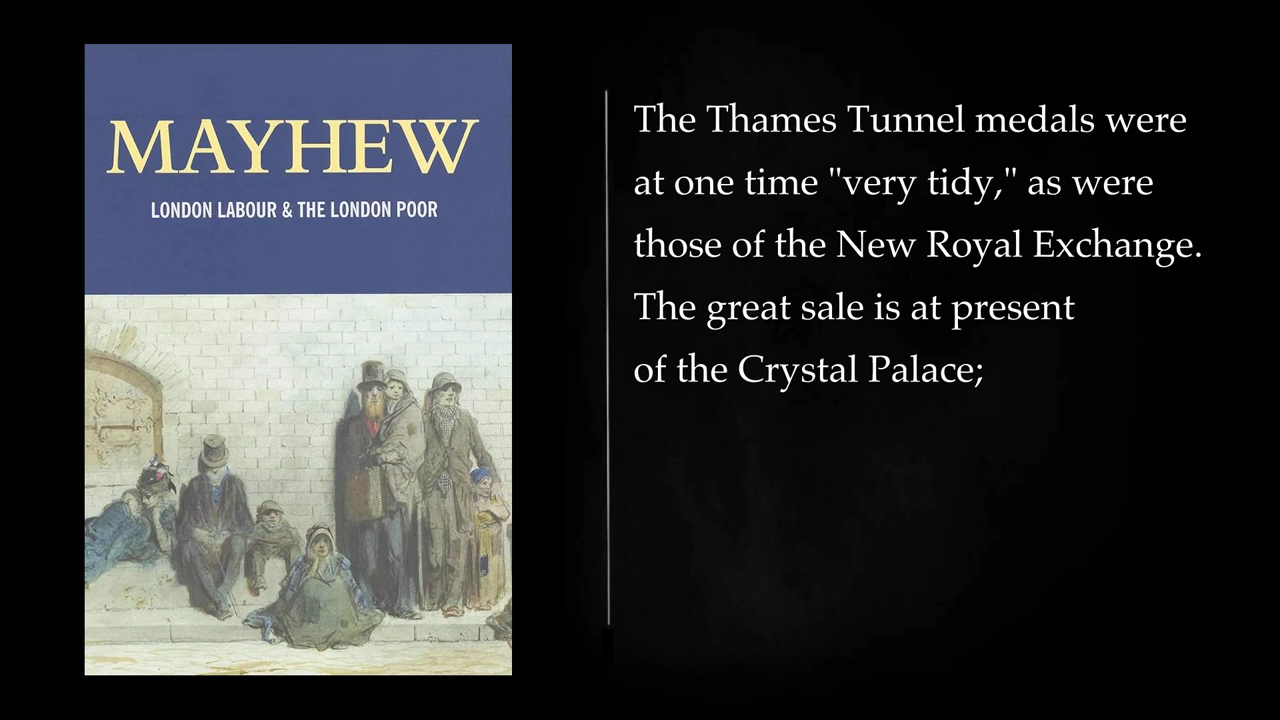 MAYHEW
LONDON LABOUR & THE LONDON POOR
The Thames Tunnel medals were
at one time "very tidy," as were
those of the New Royal Exchange.
The great sale is at present
of the Crystal Palace;